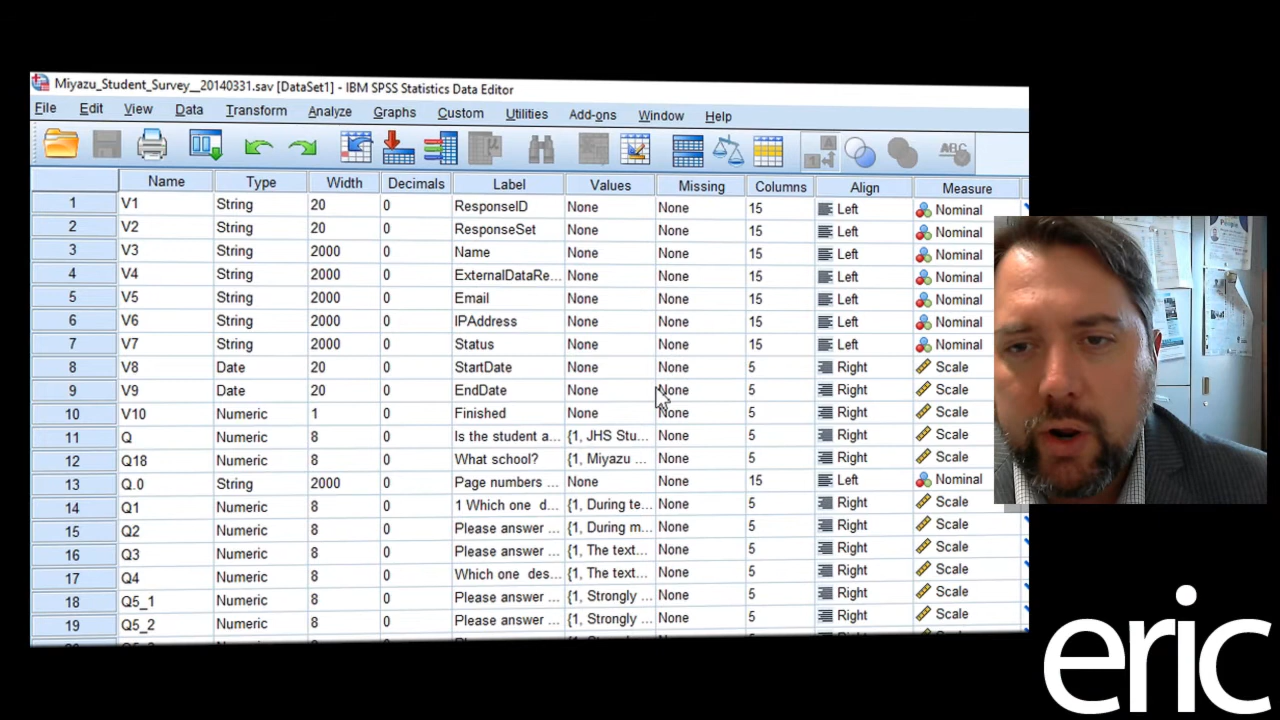 Miyazu_Student_Survey__20140331.sav [DataSet1] - IBM SPSS Statistics Data Editor
File Edit View Data Transform Analyze Graphs Custom Utilities Add-ons Window Help
Name Type Width Decimals Label Values Missing Columns Align Measure
1 V1 String 20 0 ResponseID None None 15 Left Nominal
2 V2 String 20 0 ResponseSet None None 15 Left Nominal
3 V3 String 2000 0 Name None None 15 Left Nominal
4 V4 String 2000 0 ExternalDataRe... None None 15 Left Nominal
5 V5 String 2000 0 Email None None 15 Left Nominal
6 V6 String 2000 0 IPAddress None None 15 Left Nominal
7 V7 String 2000 0 Status None None 15 Left Nominal
8 V8 Date 20 0 StartDate None None 5 Right Scale
9 V9 Date 20 0 EndDate None None 5 Right Scale
10 V10 Numeric 1 0 Finished None None 5 Right Scale
11 Q Numeric 8 0 Is the student a... {1, JHS Stu... None 5 Right Scale
12 Q18 Numeric 8 0 What school? {1, Miyazu ... None 5 Right Scale
13 Q.0 String 2000 0 Page numbers ... None None 15 Left Nominal
14 Q1 Numeric 8 0 1 Which one d... {1, During te... None 5 Right Scale
15 Q2 Numeric 8 0 Please answer ... {1, During m... None 5 Right Scale
16 Q3 Numeric 8 0 Please answer ... {1, The text... None 5 Right Scale
17 Q4 Numeric 8 0 Which one des... {1, The text... None 5 Right Scale
18 Q5_1 Numeric 8 0 Please answer ... {1, Strongly ... None 5 Right Scale
19 Q5_2 Numeric 8 0 Please answer ... {1, Strongly ... None 5 Right Scale
eric